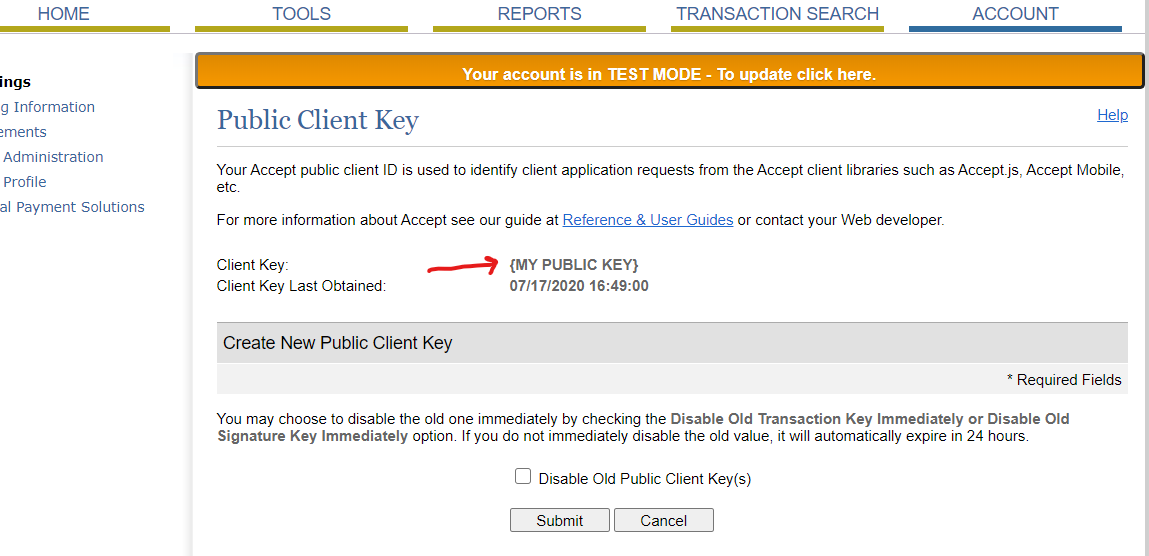 HOME TOOLS REPORTS TRANSACTION SEARCH ACCOUNT
Your account is in TEST MODE - To update click here.
ings
g Information
ements
Administration
Profile
al Payment Solutions
Public Client Key
Help
Your Accept public client ID is used to identify client application requests from the Accept client libraries such as Accept.js, Accept Mobile,
etc.
For more information about Accept see our guide at Reference & User Guides or contact your Web developer.
Client Key: {MY PUBLIC KEY}
Client Key Last Obtained: 07/17/2020 16:49:00
Create New Public Client Key
* Required Fields
You may choose to disable the old one immediately by checking the Disable Old Transaction Key Immediately or Disable Old
Signature Key Immediately option. If you do not immediately disable the old value, it will automatically expire in 24 hours.
Disable Old Public Client Key(s)
Submit Cancel